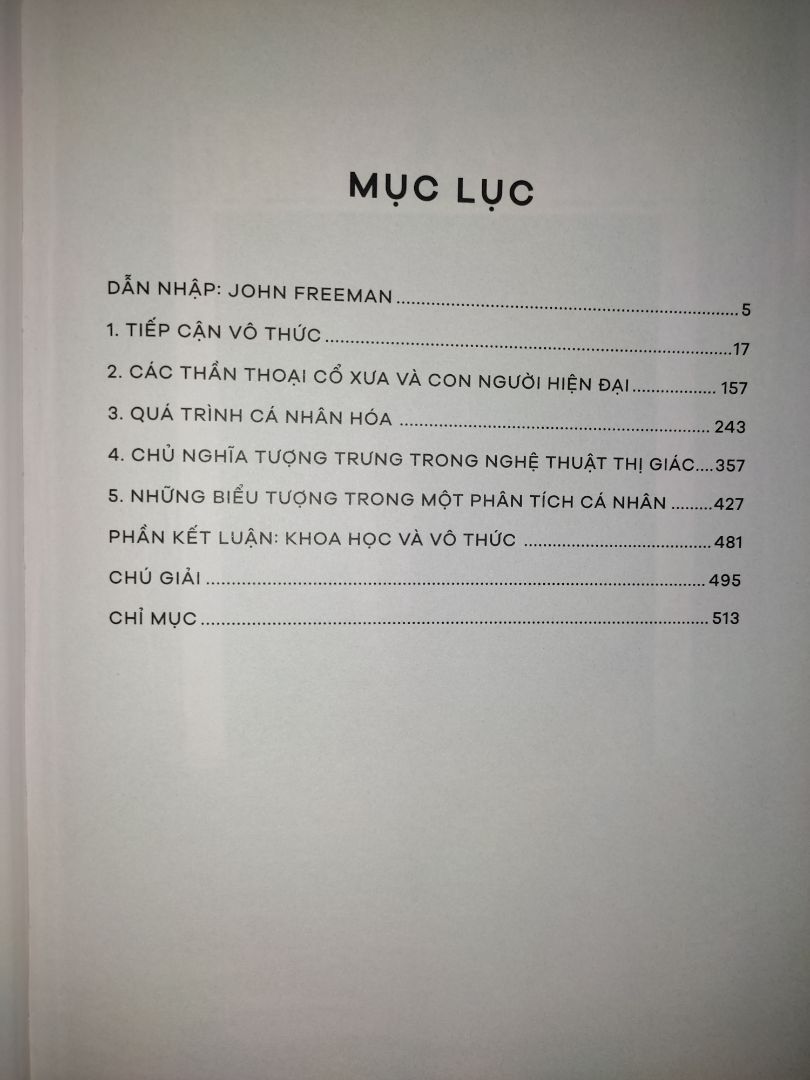 MỤC LỤC
DẪN NHẬP: JOHN FREEMAN ........ 5
1. TIẾP CẬN VÔ THỨC ........ 17
2. CÁC THẦN THOẠI CỔ XƯA VÀ CON NGƯỜI HIỆN ĐẠI ........ 157
3. QUÁ TRÌNH CÁ NHÂN HÓA ........ 243
4. CHỦ NGHĨA TƯỢNG TRƯNG TRONG NGHỆ THUẬT THỊ GIÁC .... 357
5. NHỮNG BIỂU TƯỢNG TRONG MỘT PHÂN TÍCH CÁ NHÂN ........ 427
PHẦN KẾT LUẬN: KHOA HỌC VÀ VÔ THỨC ........ 481
CHÚ GIẢI ........ 495
CHỈ MỤC ........ 513